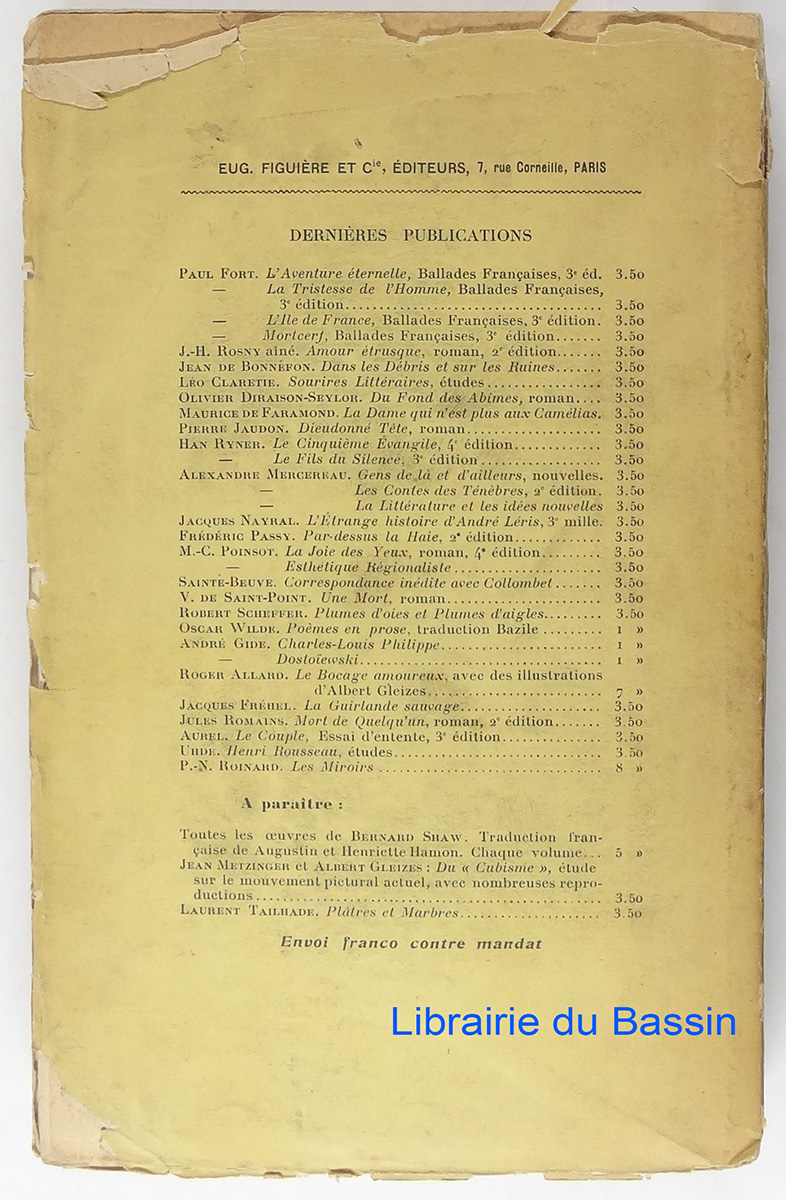 EUG. FIGUIÈRE ET Cie, ÉDITEURS, 7, rue Corneille, PARIS
DERNIÈRES PUBLICATIONS
PAUL FORT. L'Aventure éternelle, Ballades Françaises, 3e éd. 3.50
— La Tristesse de l'Homme, Ballades Françaises,
3e édition.................................... 3.50
— L'Ile de France, Ballades Françaises, 3e édition. 3.50
— Mortcerf, Ballades Françaises, 3e édition....... 3.50
J.-H. ROSNY aîné. Amour étrusque, roman, 2e édition....... 3.50
JEAN DE BONNEFON. Dans les Débris et sur les Ruines....... 3.50
LÉO CLARETIE. Sourires Littéraires, études................. 3.50
OLIVIER DIRAISON-SEYLOR. Du Fond des Abîmes, roman.... 3.50
MAURICE DE FARAMOND. La Dame qui n'est plus aux Camélias. 3.50
PIERRE JAUDON. Dieudonné Tête, roman.................... 3.50
HAN RYNER. Le Cinquième Évangile, 4e édition............. 3.50
— Le Fils du Silence, 3e édition.................. 3.50
ALEXANDRE MERCEREAU. Gens de là et d'ailleurs, nouvelles. 3.50
— Les Contes des Ténèbres, 2e édition. 3.50
— La Littérature et les idées nouvelles 3.50
JACQUES NAYRAL. L'Étrange histoire d'André Léris, 3e mille. 3.50
FRÉDÉRIC PASSY. Par-dessus la Haie, 2e édition............. 3.50
M.-C. POINSOT. La Joie des Yeux, roman, 4e édition......... 3.50
— Esthétique Régionaliste...................... 3.50
SAINTE-BEUVE. Correspondance inédite avec Collombet....... 3.50
V. DE SAINT-POINT. Une Mort, roman....................... 3.50
ROBERT SCHEFFER. Plumes d'oies et Plumes d'aigles......... 3.50
OSCAR WILDE. Poèmes en prose, traduction Bazile ......... 1 »
ANDRÉ GIDE. Charles-Louis Philippe........................ 1 »
— Dostoïewski................................... 1 »
ROGER ALLARD. Le Bocage amoureux, avec des illustrations
d'Albert Gleizes......................... 7 »
JACQUES FRÉHEL. La Guirlande sauvage.................... 3.50
JULES ROMAINS. Mort de Quelqu'un, roman, 2e édition....... 3.50
AUREL. Le Couple, Essai d'entente, 3e édition.............. 3.50
UHDE. Henri Rousseau, études.............................. 3.50
P.-N. ROINARD. Les Miroirs ................................ 8 »
A paraître :
Toutes les œuvres de BERNARD SHAW. Traduction fran-
çaise de Augustin et Henriette Hamon. Chaque volume... 5 »
JEAN METZINGER et ALBERT GLEIZES : Du « Cubisme », étude
sur le mouvement pictural actuel, avec nombreuses repro-
ductions................................................ 3.50
LAURENT TAILHADE. Plâtres et Marbres.................... 3.50
Envoi franco contre mandat
Librairie du Bassin